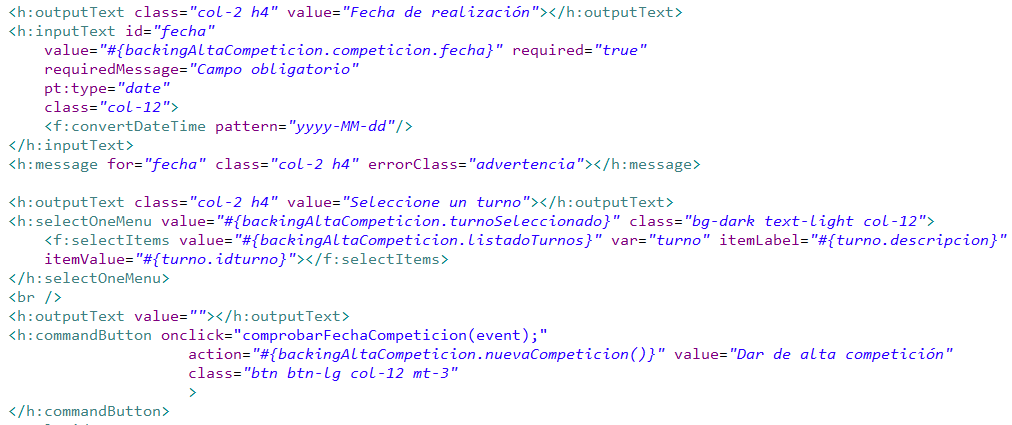 <h:outputText class="col-2 h4" value="Fecha de realización"></h:outputText>
<h:inputText id="fecha"
    value="#{backingAltaCompeticion.competicion.fecha}" required="true"
    requiredMessage="Campo obligatorio"
    pt:type="date"
    class="col-12">
    <f:convertDateTime pattern="yyyy-MM-dd"/>
</h:inputText>
<h:message for="fecha" class="col-2 h4" errorClass="advertencia"></h:message>

<h:outputText class="col-2 h4" value="Seleccione un turno"></h:outputText>
<h:selectOneMenu value="#{backingAltaCompeticion.turnoSeleccionado}" class="bg-dark text-light col-12">
    <f:selectItems value="#{backingAltaCompeticion.listadoTurnos}" var="turno" itemLabel="#{turno.descripcion}"
    itemValue="#{turno.idturno}"></f:selectItems>
</h:selectOneMenu>
<br />
<h:outputText value=""></h:outputText>
<h:commandButton onclick="comprobarFechaCompeticion(event);"
                    action="#{backingAltaCompeticion.nuevaCompeticion()}" value="Dar de alta competición"
                    class="btn btn-lg col-12 mt-3"
                    >
</h:commandButton>